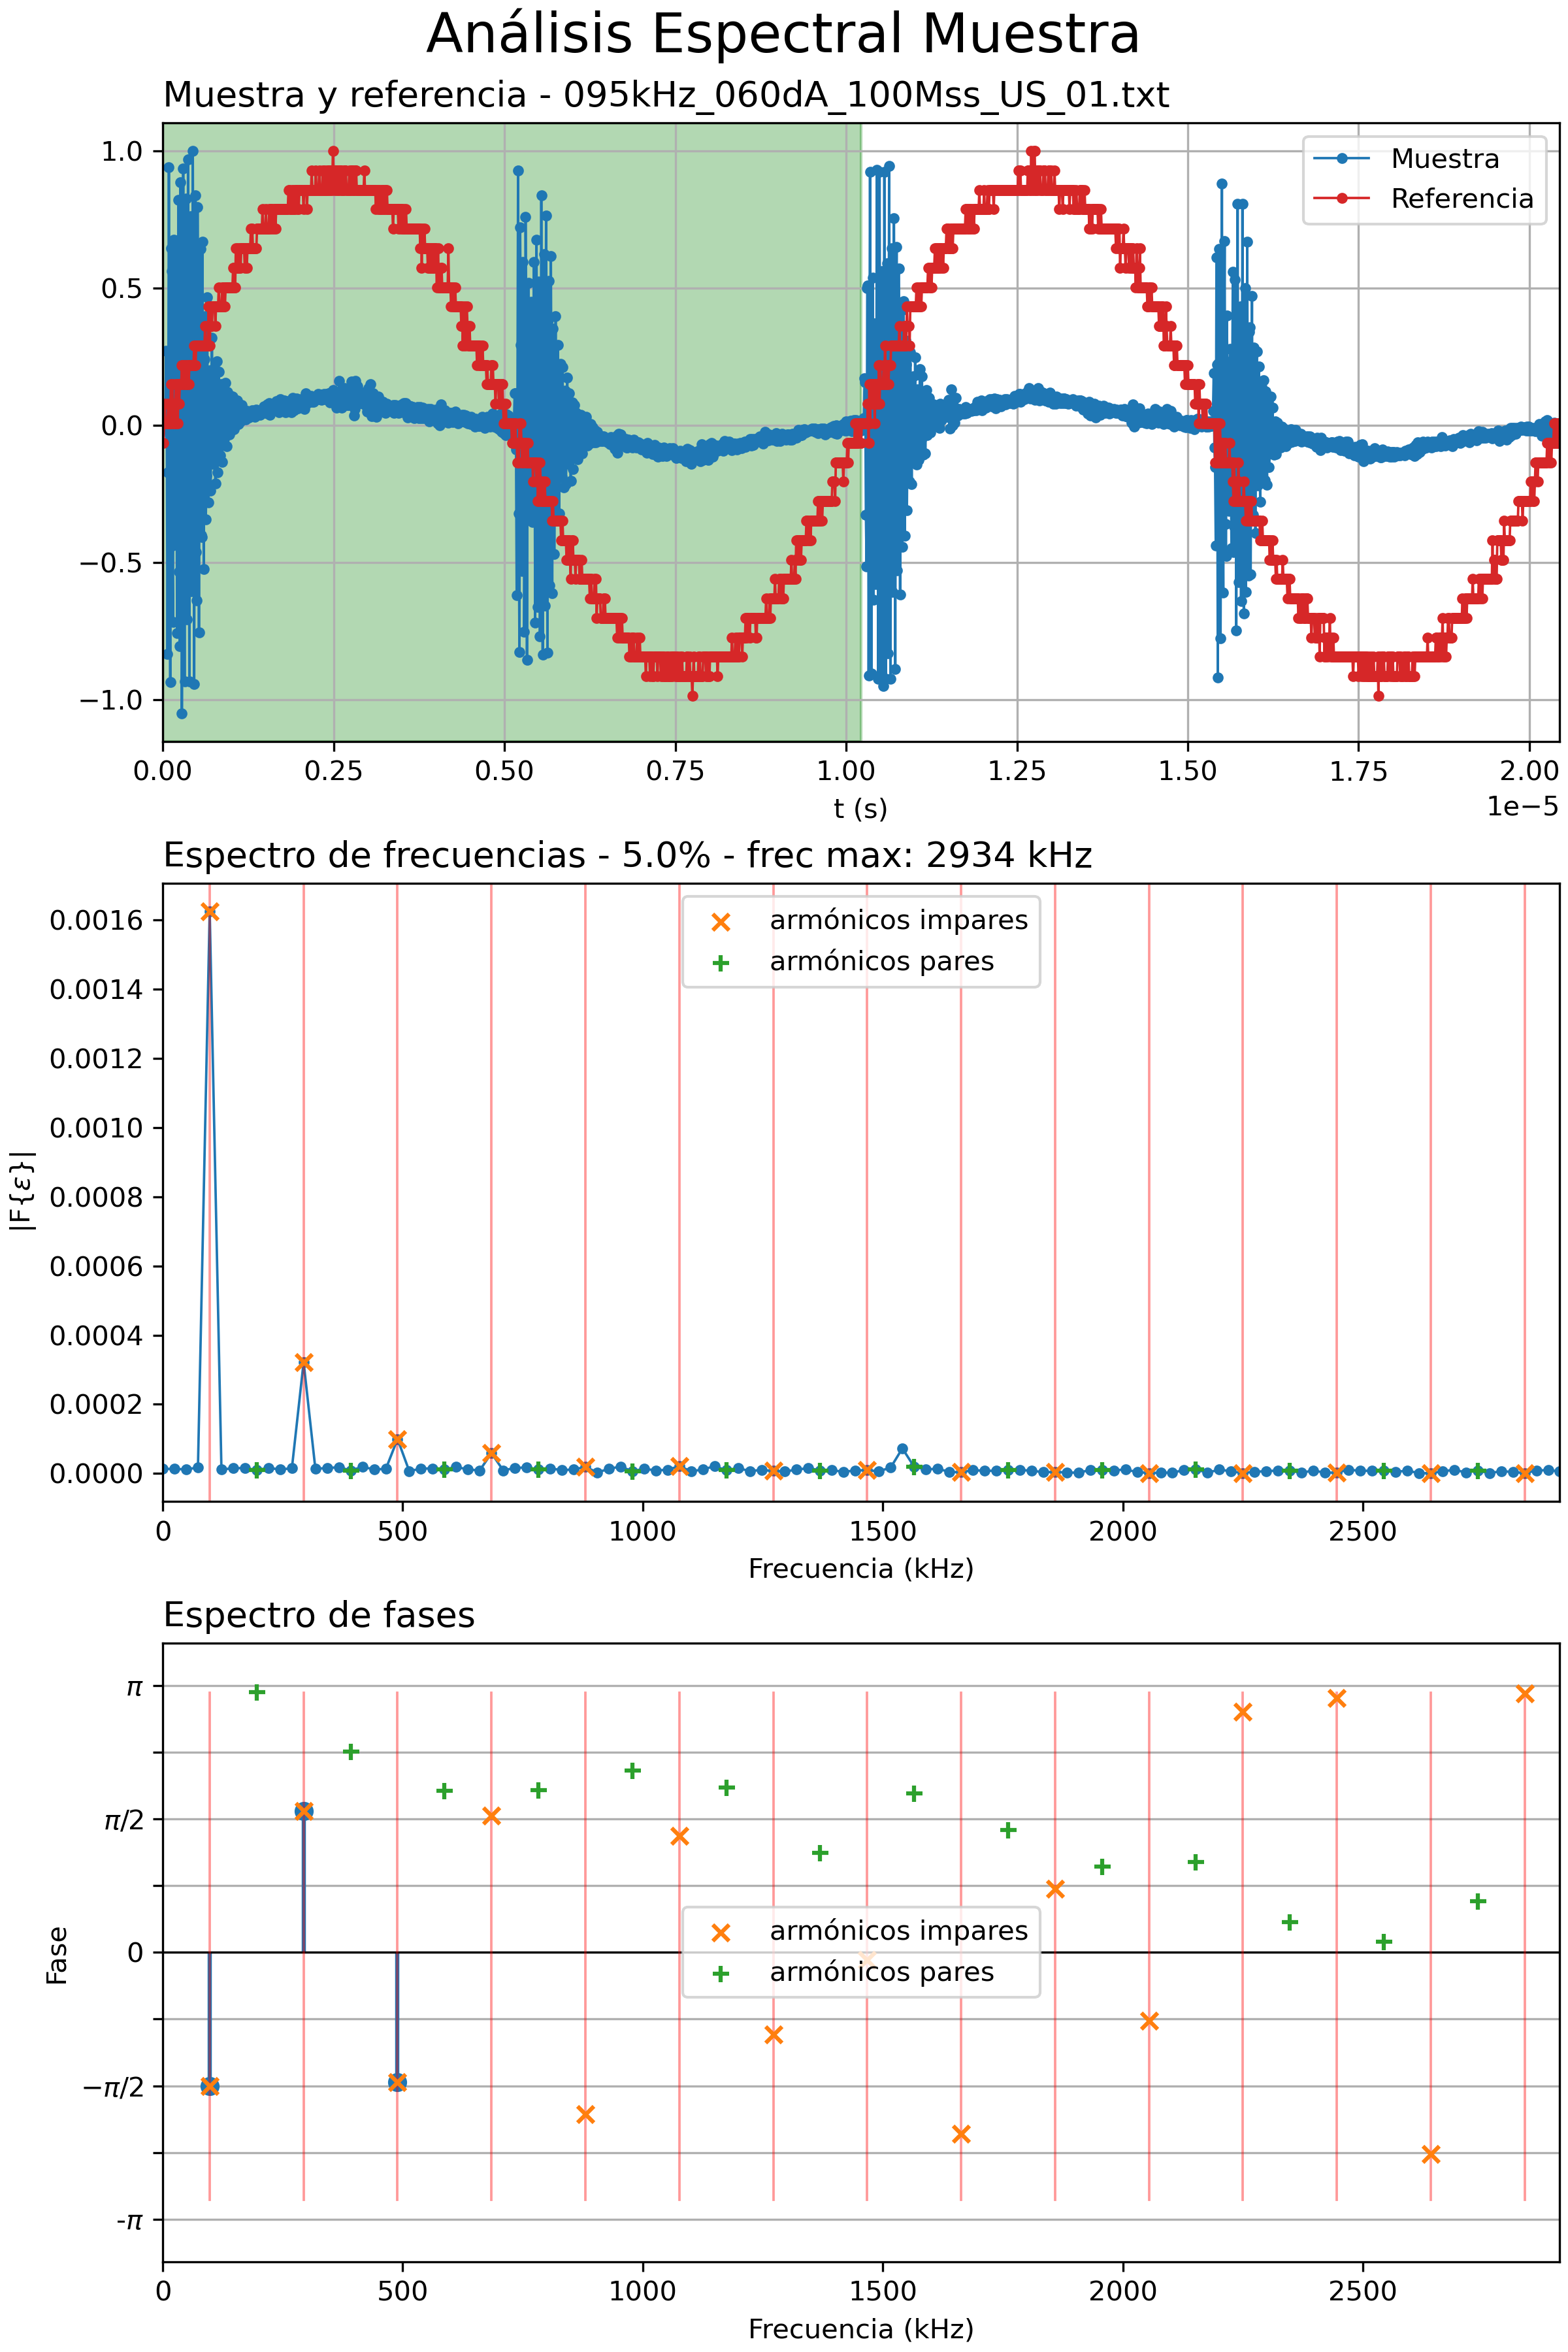 Análisis Espectral Muestra
Muestra y referencia - 095kHz_060dA_100Mss_US_01.txt
1.0
0.5
0.0
−0.5
−1.0
Muestra
Referencia
0.00 0.25 0.50 0.75 1.00 1.25 1.50 1.75 2.00
t (s)
1e−5
Espectro de frecuencias - 5.0% - frec max: 2934 kHz
0.0016
0.0014
0.0012
0.0010
0.0008
0.0006
0.0004
0.0002
0.0000
|F{ε}|
armónicos impares
armónicos pares
0 500 1000 1500 2000 2500
Frecuencia (kHz)
Espectro de fases
π
π/2
0
−π/2
-π
Fase
armónicos impares
armónicos pares
0 500 1000 1500 2000 2500
Frecuencia (kHz)